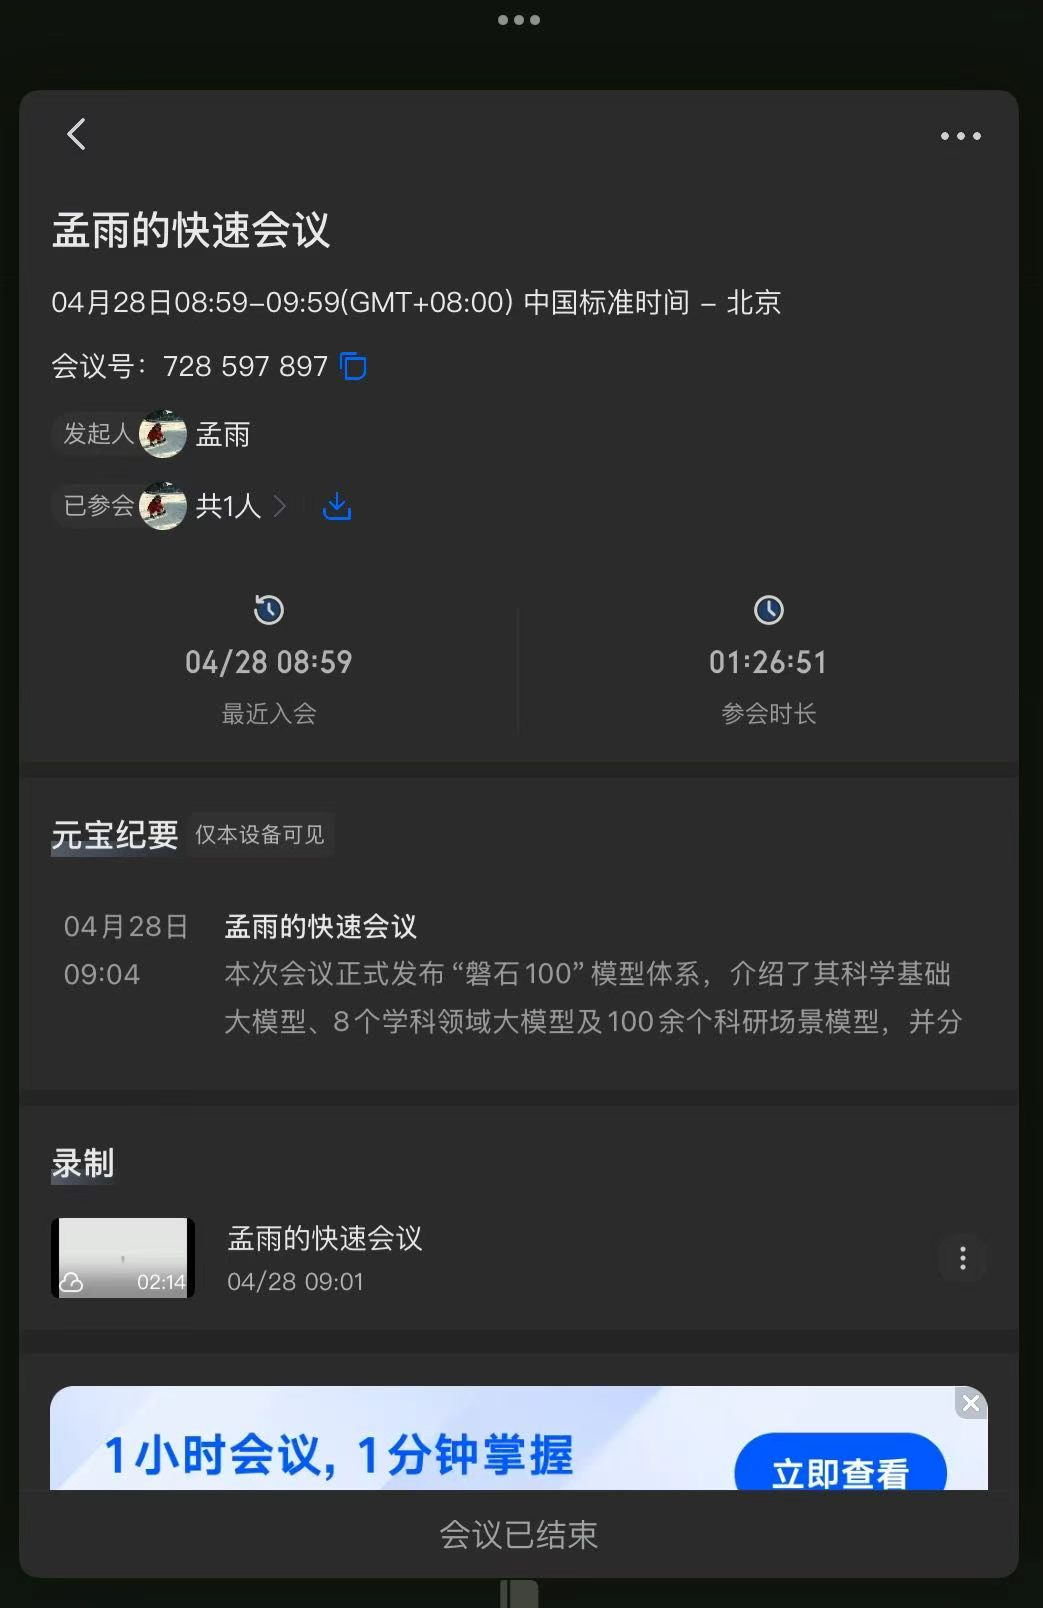 孟雨的快速会议
04月28日08:59-09:59(GMT+08:00) 中国标准时间 - 北京
会议号：728 597 897
发起人 孟雨
已参会 共1人
04/28 08:59
最近入会
01:26:51
参会时长
元宝纪要 仅本设备可见
04月28日 孟雨的快速会议
09:04 本次会议正式发布“磐石100”模型体系，介绍了其科学基础
大模型、8个学科领域大模型及100余个科研场景模型，并分
录制
孟雨的快速会议
02:14 04/28 09:01
1小时会议，1分钟掌握
立即查看
会议已结束